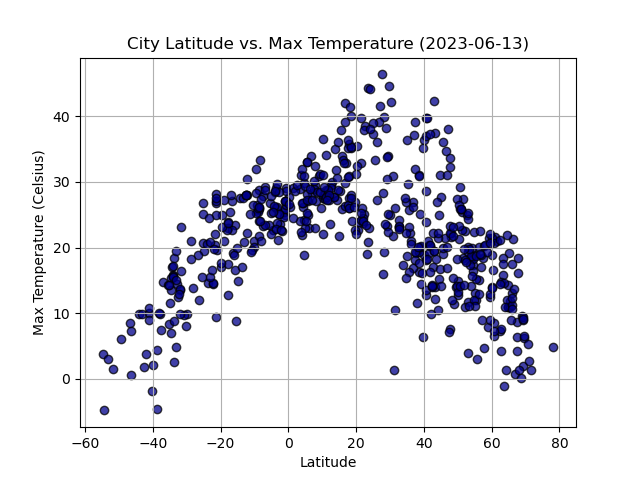 City Latitude vs. Max Temperature (2023-06-13)
Max Temperature (Celsius)
40
30
20
10
0
−60 −40 −20 0 20 40 60 80
Latitude